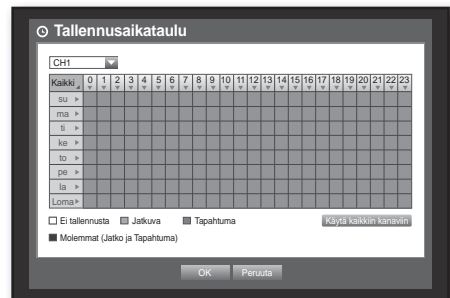 Tallennusaikataulu
CH1
Kaikki 0 1 2 3 4 5 6 7 8 9 10 11 12 13 14 15 16 17 18 19 20 21 22 23
su
ma
ti
ke
to
pe
la
Loma
Ei tallennusta Jatkuva Tapahtuma Käytä kaikkiin kanaviin
Molemmat (Jatko ja Tapahtuma)
OK Peruuta